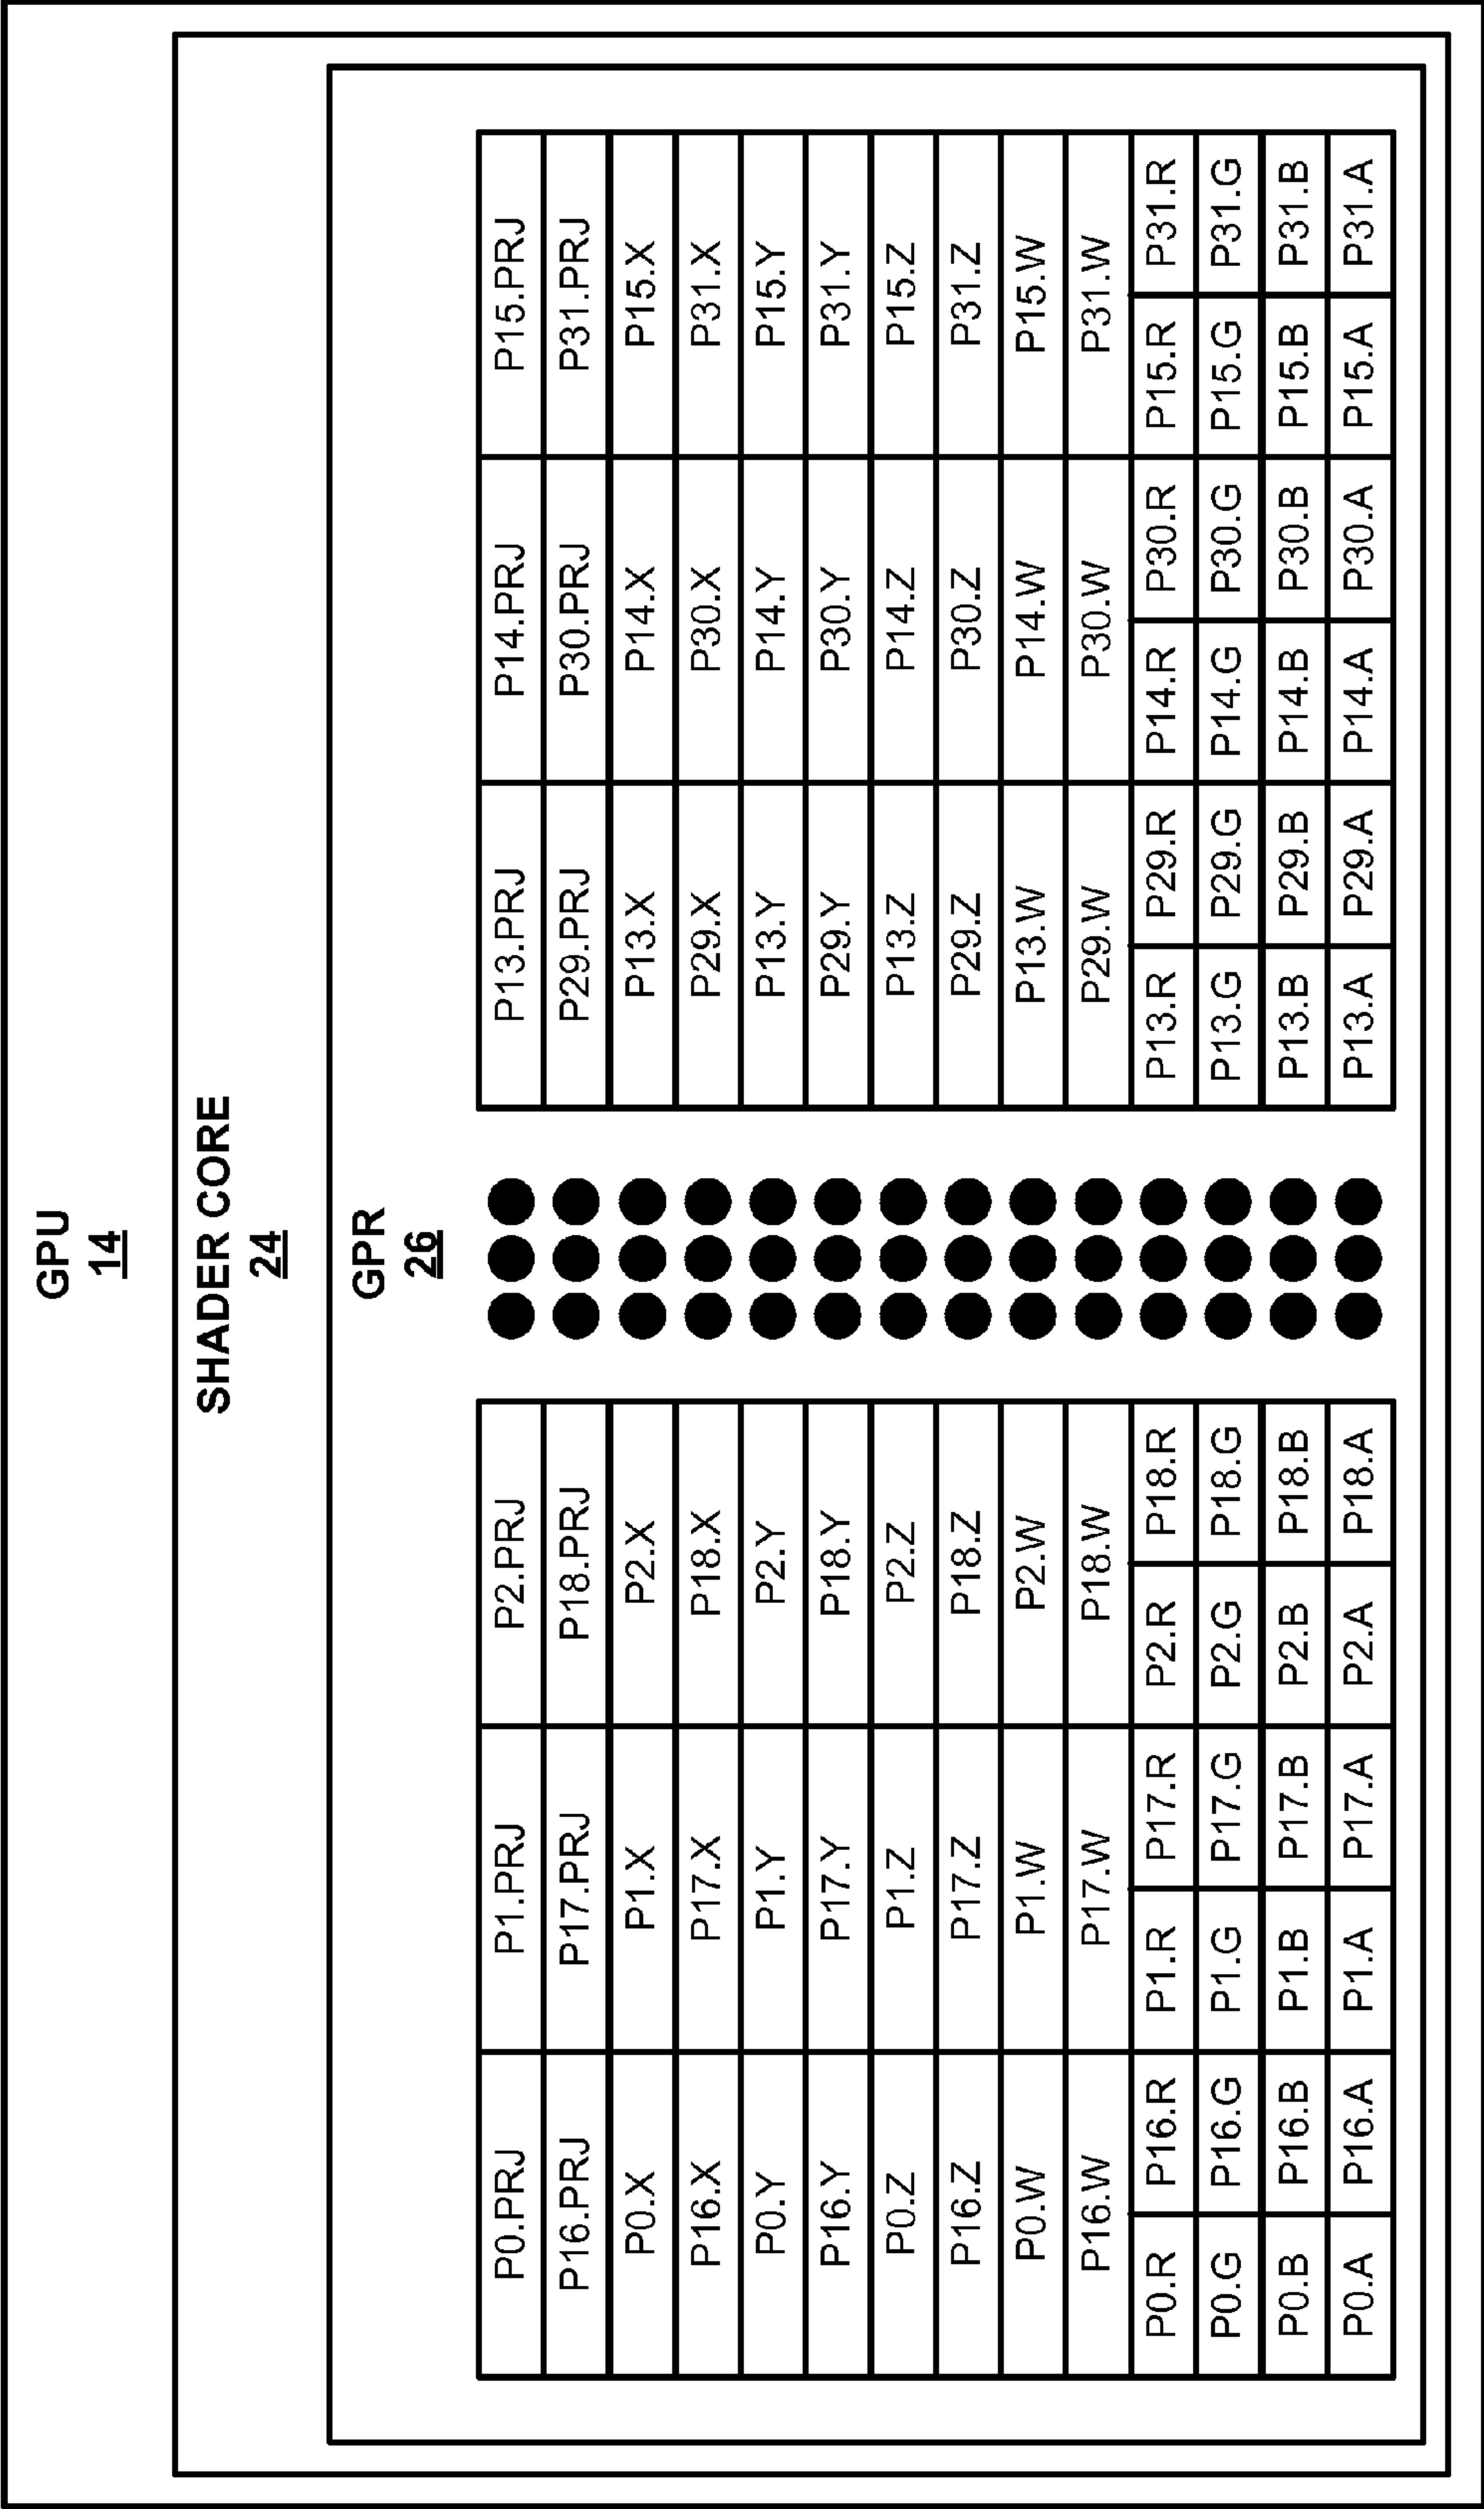 GPU
14
SHADER CORE
24
GPR
26
P0.PRJ P1.PRJ P2.PRJ P13.PRJ P14.PRJ P15.PRJ
P16.PRJ P17.PRJ P18.PRJ P29.PRJ P30.PRJ P31.PRJ
P0.X P1.X P2.X P13.X P14.X P15.X
P16.X P17.X P18.X P29.X P30.X P31.X
P0.Y P1.Y P2.Y P13.Y P14.Y P15.Y
P16.Y P17.Y P18.Y P29.Y P30.Y P31.Y
P0.Z P1.Z P2.Z P13.Z P14.Z P15.Z
P16.Z P17.Z P18.Z P29.Z P30.Z P31.Z
P0.W P1.W P2.W P13.W P14.W P15.W
P16.W P17.W P18.W P29.W P30.W P31.W
P0.R P16.R P1.R P17.R P2.R P18.R P13.R P29.R P14.R P30.R P15.R P31.R
P0.G P16.G P1.G P17.G P2.G P18.G P13.G P29.G P14.G P30.G P15.G P31.G
P0.B P16.B P1.B P17.B P2.B P18.B P13.B P29.B P14.B P30.B P15.B P31.B
P0.A P16.A P1.A P17.A P2.A P18.A P13.A P29.A P14.A P30.A P15.A P31.A